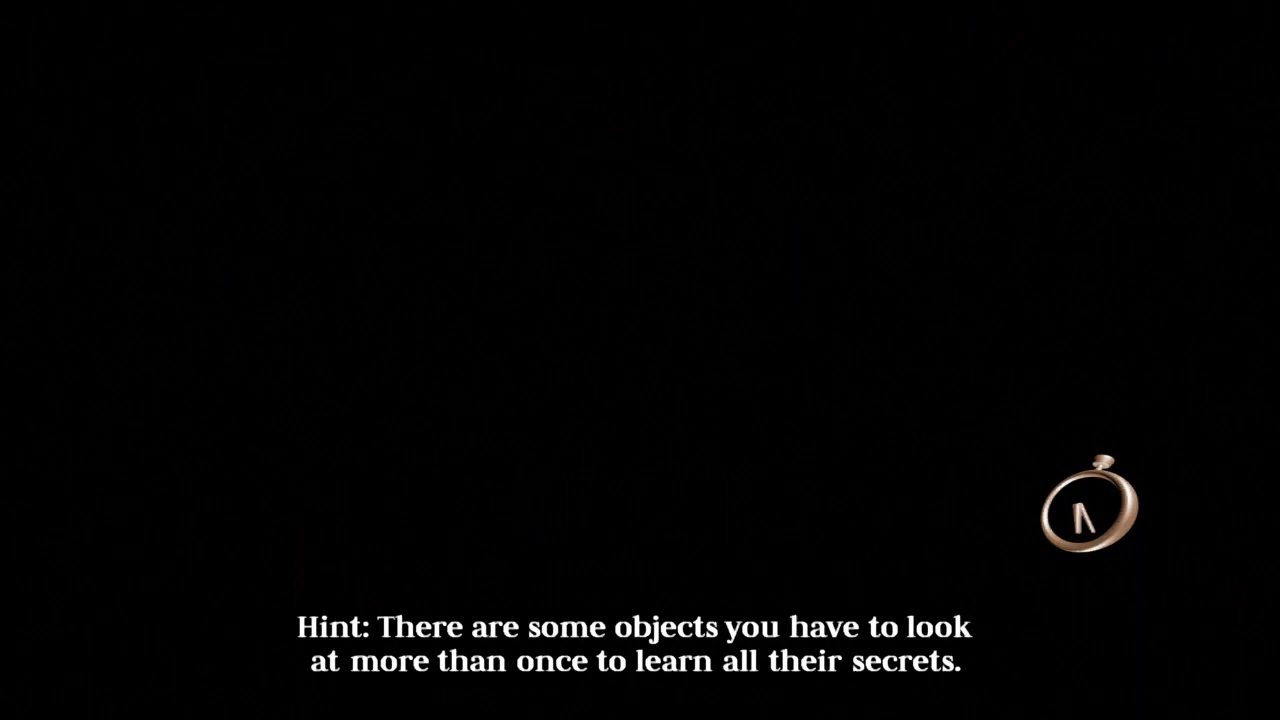 Hint: There are some objects you have to look
at more than once to learn all their secrets.